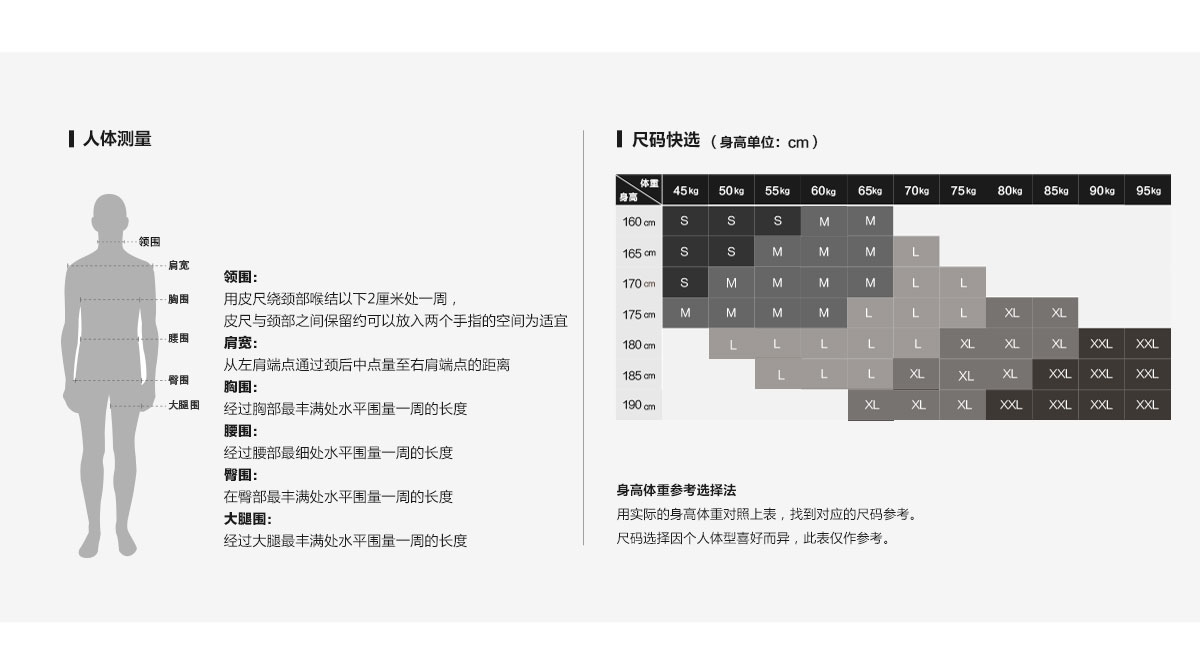 人体测量
领围
肩宽
胸围
腰围
臀围
大腿围
领围:
用皮尺绕颈部喉结以下2厘米处一周，
皮尺与颈部之间保留约可以放入两个手指的空间为适宜
肩宽:
从左肩端点通过颈后中点量至右肩端点的距离
胸围:
经过胸部最丰满处水平围量一周的长度
腰围:
经过腰部最细处水平围量一周的长度
臀围:
在臀部最丰满处水平围量一周的长度
大腿围:
经过大腿最丰满处水平围量一周的长度
尺码快选（身高单位：cm）
体重 45kg 50kg 55kg 60kg 65kg 70kg 75kg 80kg 85kg 90kg 95kg
身高
160cm S S S M M
165cm S S M M M L
170cm S M M M M L L
175cm M M M M L L L XL XL
180cm L L L L L XL XL XL XXL XXL
185cm L L L XL XL XL XXL XXL XXL
190cm XL XL XL XXL XXL XXL XXL
身高体重参考选择法
用实际的身高体重对照上表，找到对应的尺码参考。
尺码选择因个人体型喜好而异，此表仅作参考。